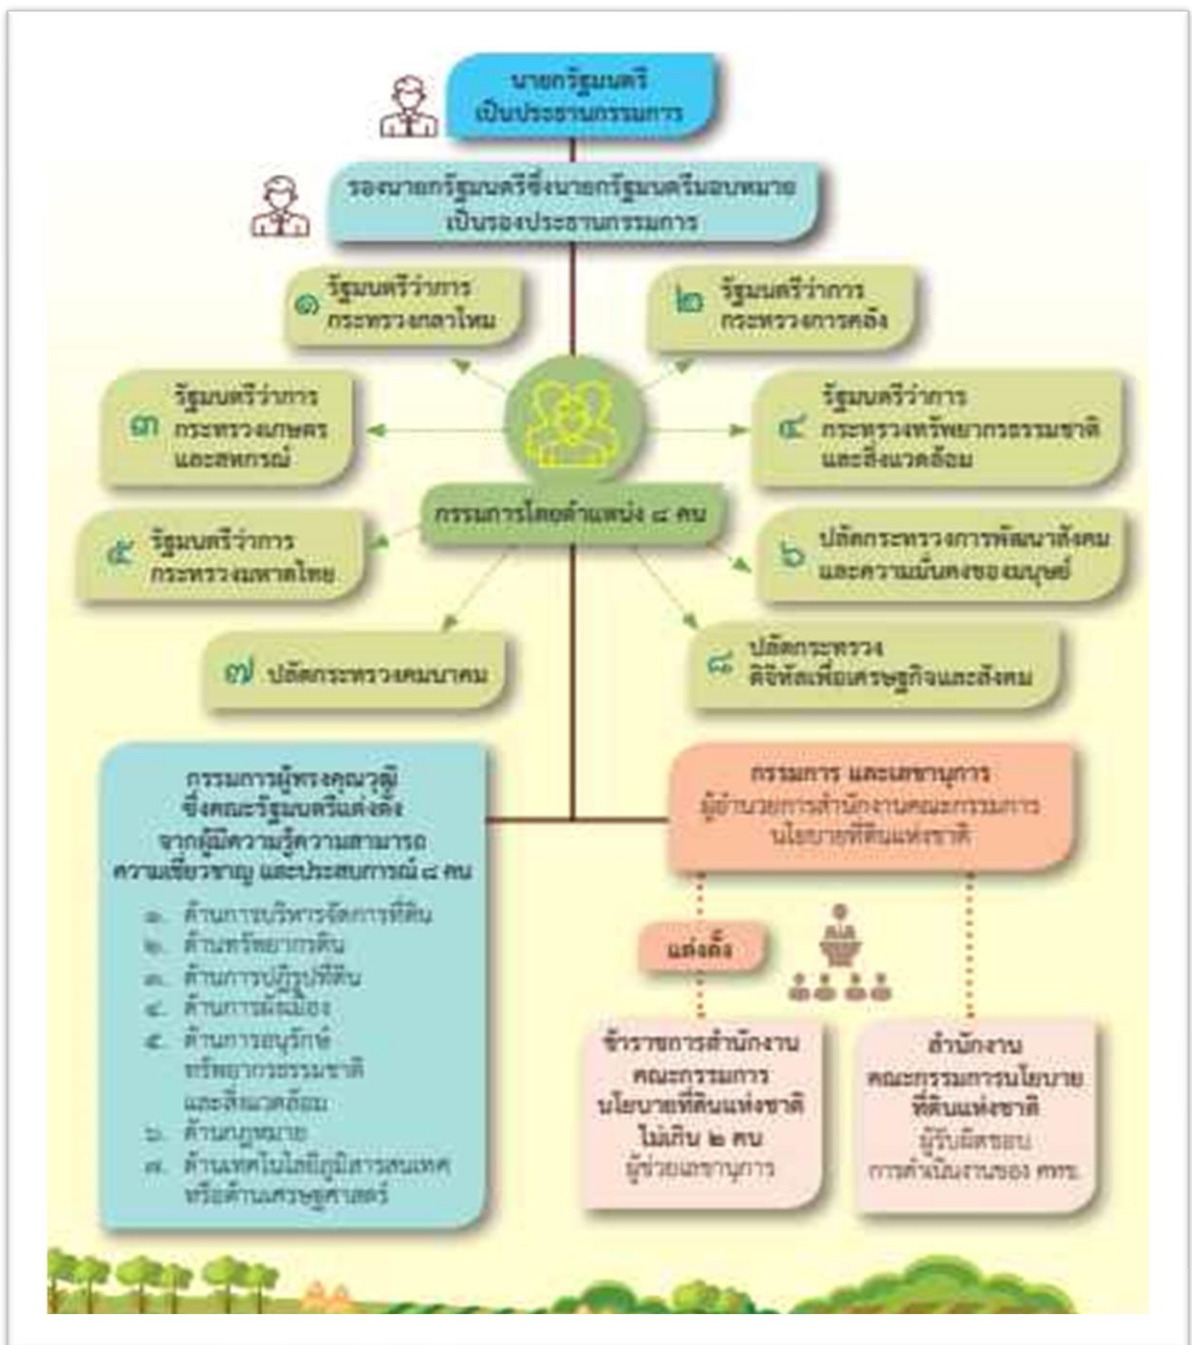 นายกรัฐมนตรี
เป็นประธานกรรมการ
รองนายกรัฐมนตรีซึ่งนายกรัฐมนตรีมอบหมาย
เป็นรองประธานกรรมการ
๑ รัฐมนตรีว่าการ
กระทรวงกลาโหม
๒ รัฐมนตรีว่าการ
กระทรวงการคลัง
๓ รัฐมนตรีว่าการ
กระทรวงเกษตร
และสหกรณ์
๔ รัฐมนตรีว่าการ
กระทรวงทรัพยากรธรรมชาติ
และสิ่งแวดล้อม
กรรมการโดยตำแหน่ง ๘ คน
๕ รัฐมนตรีว่าการ
กระทรวงมหาดไทย
๖ ปลัดกระทรวงการพัฒนาสังคม
และความมั่นคงของมนุษย์
๗ ปลัดกระทรวงคมนาคม
๘ ปลัดกระทรวง
ดิจิทัลเพื่อเศรษฐกิจและสังคม
กรรมการผู้ทรงคุณวุฒิ
ซึ่งคณะรัฐมนตรีแต่งตั้ง
จากผู้มีความรู้ความสามารถ
ความเชี่ยวชาญ และประสบการณ์ ๘ คน
๑. ด้านการบริหารจัดการที่ดิน
๒. ด้านทรัพยากรดิน
๓. ด้านการปฏิรูปที่ดิน
๔. ด้านการผังเมือง
๕. ด้านการอนุรักษ์
ทรัพยากรธรรมชาติ
และสิ่งแวดล้อม
๖. ด้านกฎหมาย
๗. ด้านเทคโนโลยีภูมิสารสนเทศ
หรือด้านเศรษฐศาสตร์
กรรมการ และเลขานุการ
ผู้อำนวยการสำนักงานคณะกรรมการ
นโยบายที่ดินแห่งชาติ
แต่งตั้ง
ข้าราชการสำนักงาน
คณะกรรมการ
นโยบายที่ดินแห่งชาติ
ไม่เกิน ๒ คน
ผู้ช่วยเลขานุการ
สำนักงาน
คณะกรรมการนโยบาย
ที่ดินแห่งชาติ
ผู้รับผิดชอบ
การดำเนินงานของ คทช.